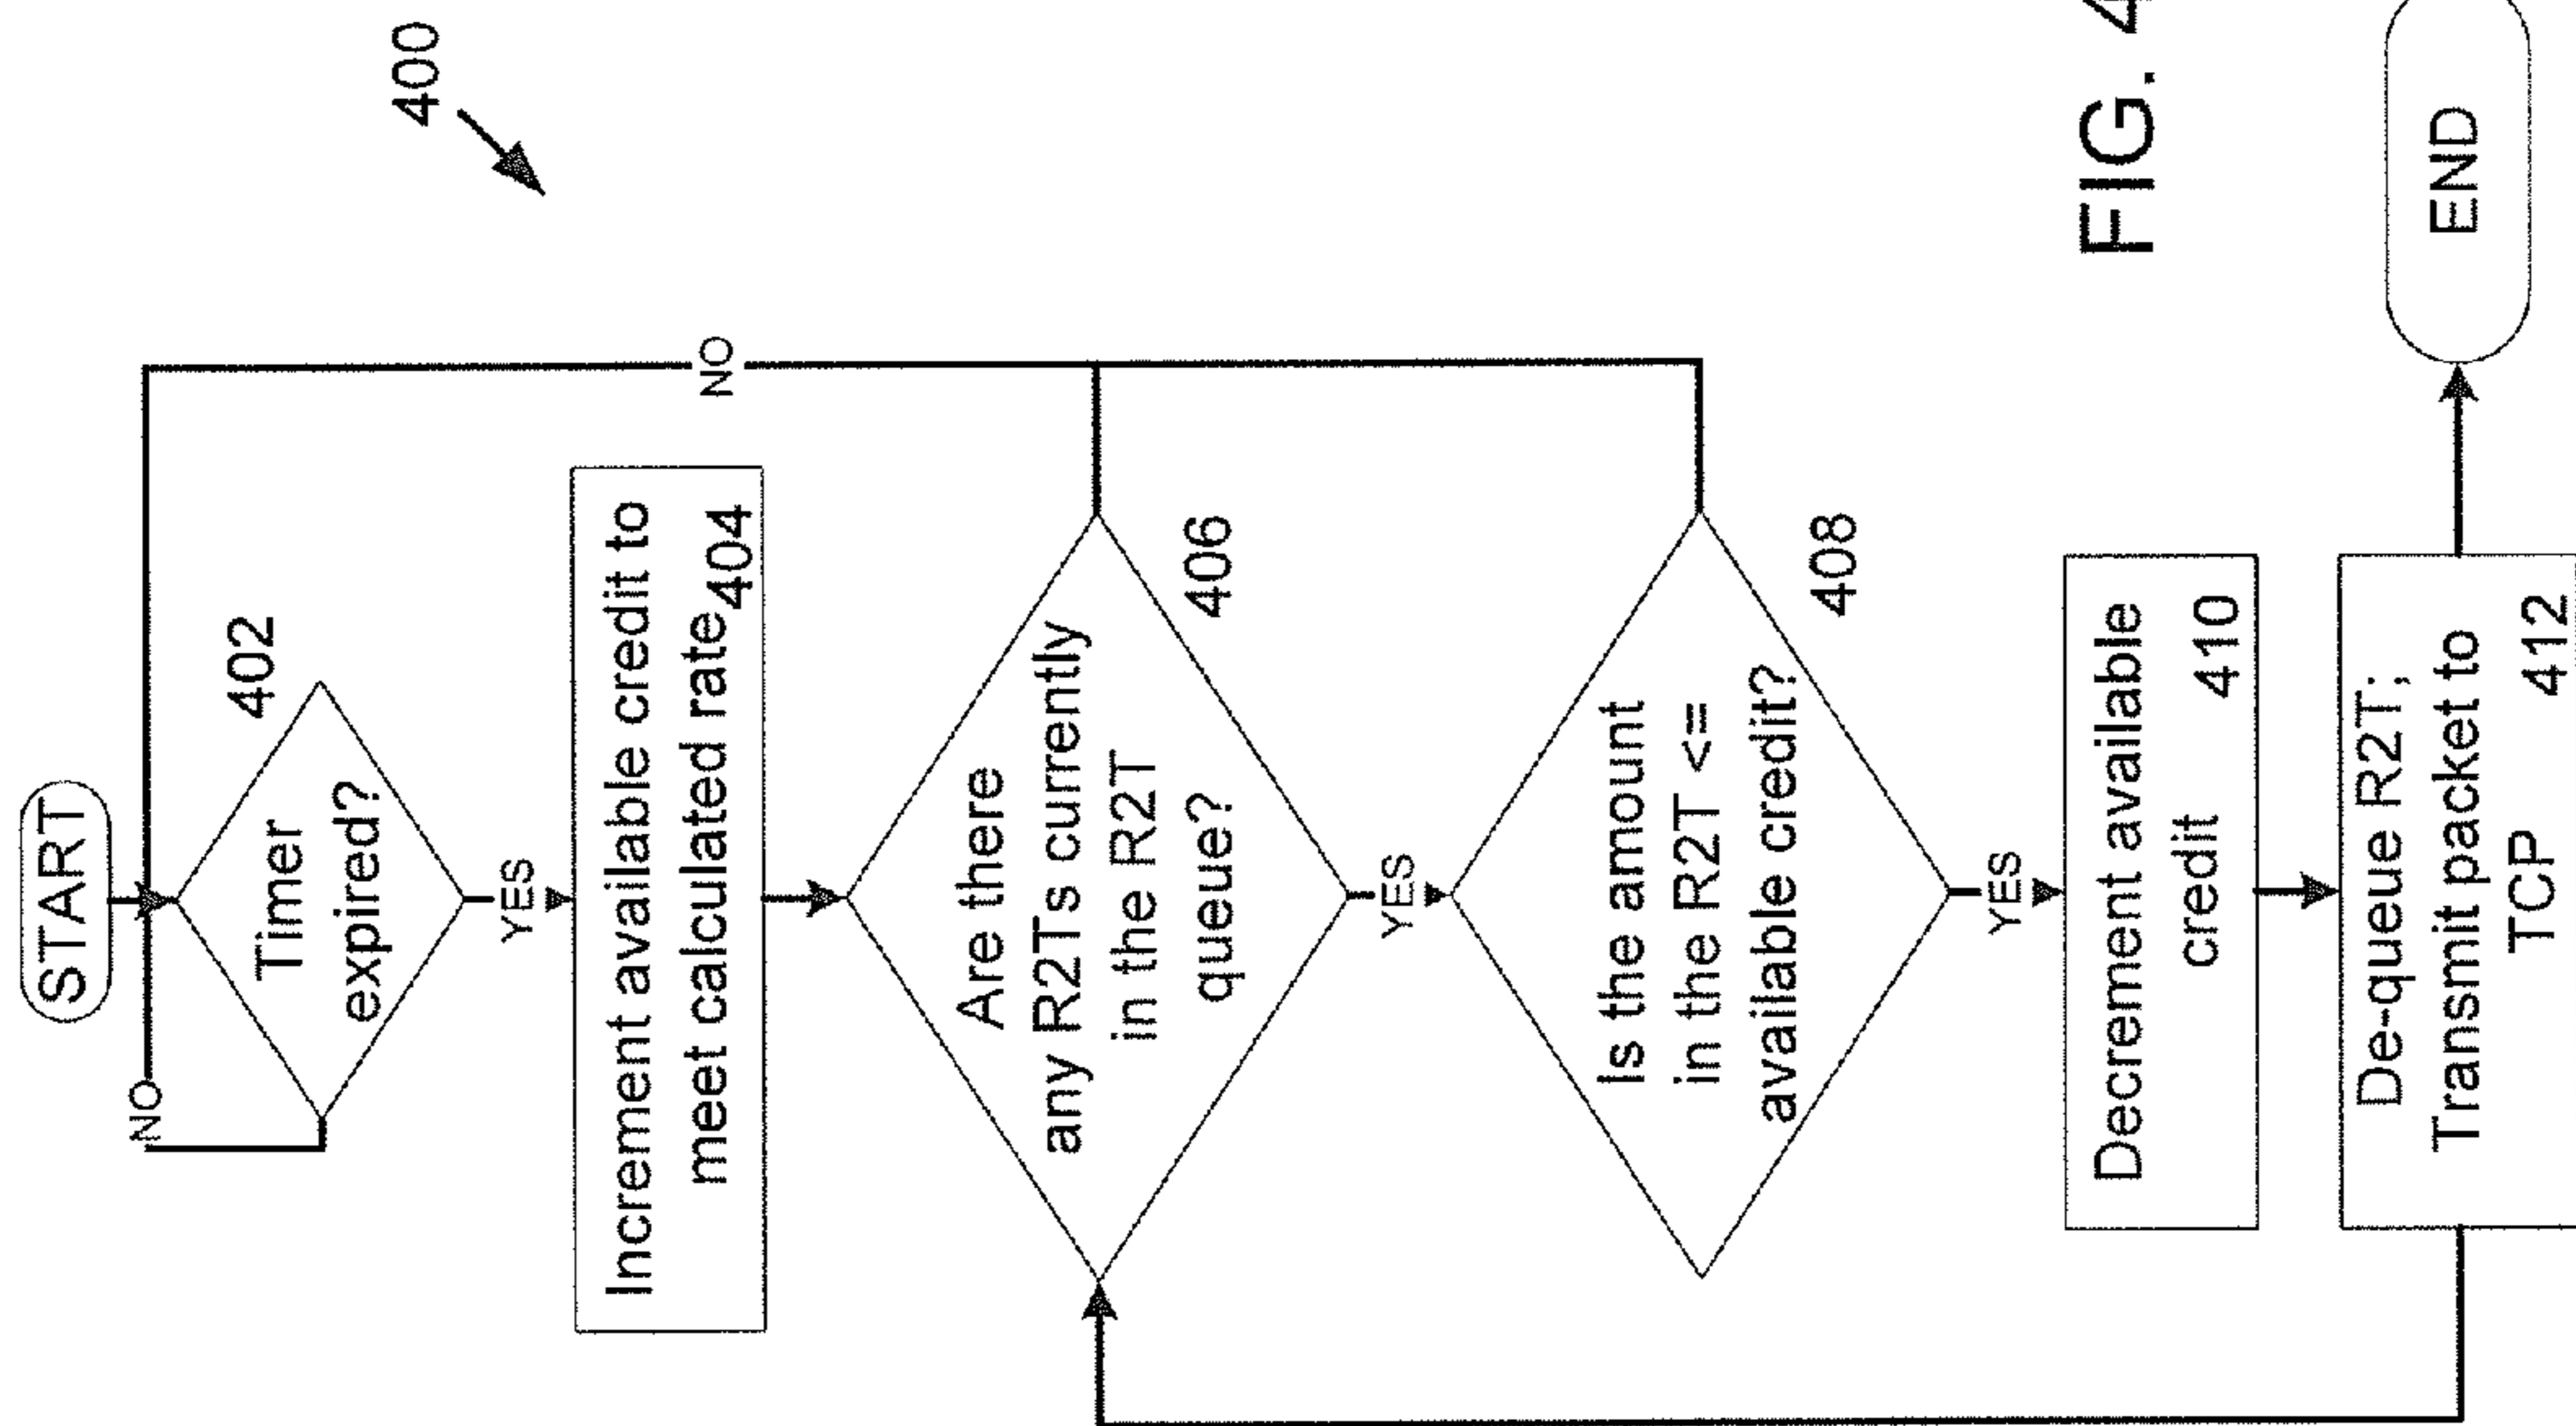 400
START
NO
Timer
expired?
402
YES
Increment available credit to
meet calculated rate
404
NO
Are there
any R2Ts currently
in the R2T
queue?
406
YES
Is the amount
in the R2T <=
available credit?
408
YES
Decrement available
credit
410
De-queue R2T;
Transmit packet to
TCP
412
END
FIG. 4